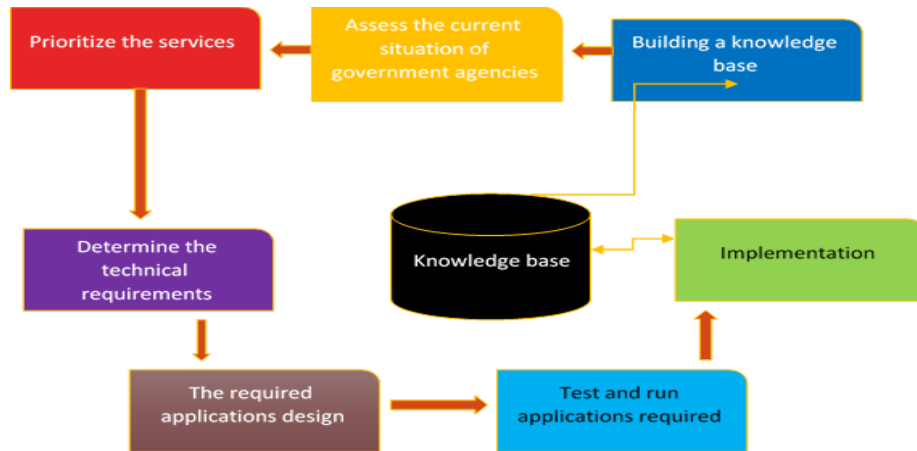 Prioritize the services
Assess the current
situation of
government agencies
Building a knowledge
base
Determine the
technical
requirements
Knowledge base
Implementation
The required
applications design
Test and run
applications required